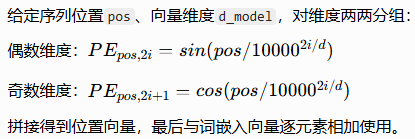 给定序列位置 pos 、向量维度 d_model ，对维度两两分组：
偶数维度：$PE_{pos,2i} = sin(pos/10000^{2i/d})$
奇数维度：$PE_{pos,2i+1} = cos(pos/10000^{2i/d})$
拼接得到位置向量，最后与词嵌入向量逐元素相加使用。